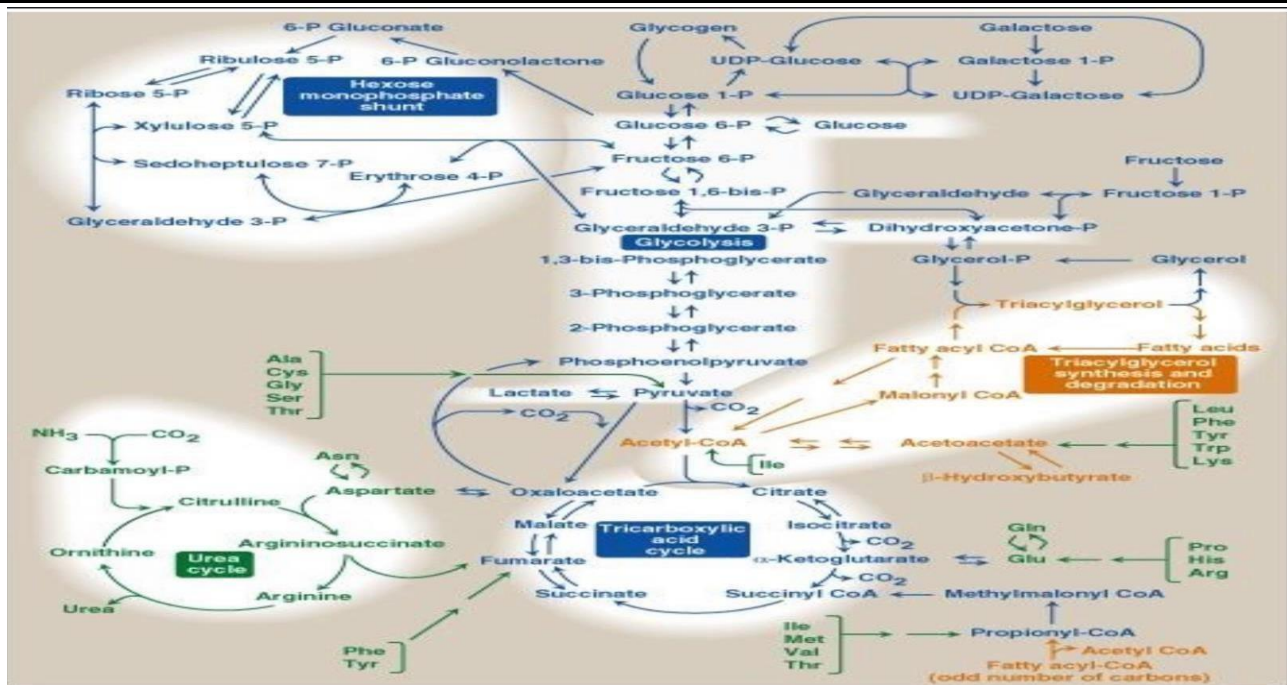 6-P Gluconate
Ribulose 5-P
6-P Gluconolactone
Hexose
monophosphate
shunt
Ribose 5-P
Xylulose 5-P
Sedoheptulose 7-P
Erythrose 4-P
Glyceraldehyde 3-P
Glycogen
UDP-Glucose
Glucose 1-P
Glucose 6-P
Glucose
Galactose
Galactose 1-P
UDP-Galactose
Fructose 6-P
Fructose 1,6-bis-P
Glyceraldehyde
Fructose
Fructose 1-P
Glyceraldehyde 3-P
Dihydroxyacetone-P
Glycolysis
1,3-bis-Phosphoglycerate
3-Phosphoglycerate
2-Phosphoglycerate
Phosphoenolpyruvate
Glycerol-P
Glycerol
Triacylglycerol
Fatty acyl CoA
Fatty acids
Triacylglycerol
synthesis and
degradation
Malonyl CoA
Ala
Cys
Gly
Ser
Thr
Lactate
Pyruvate
CO2
CO2
Acetyl-CoA
Acetoacetate
β-Hydroxybutyrate
Leu
Phe
Tyr
Trp
Lys
Ile
NH3
CO2
Carbamoyl-P
Citrulline
Asn
Aspartate
Argininosuccinate
Ornithine
Urea
cycle
Arginine
Urea
Oxaloacetate
Citrate
Malate
Tricarboxylic
acid
cycle
Isocitrate
CO2
Fumarate
α-Ketoglutarate
CO2
Succinate
Succinyl CoA
Gln
Glu
Pro
His
Arg
Methylmalonyl CoA
Phe
Tyr
Ile
Met
Val
Thr
Propionyl-CoA
Acetyl CoA
Fatty acyl-CoA
(odd number of carbons)